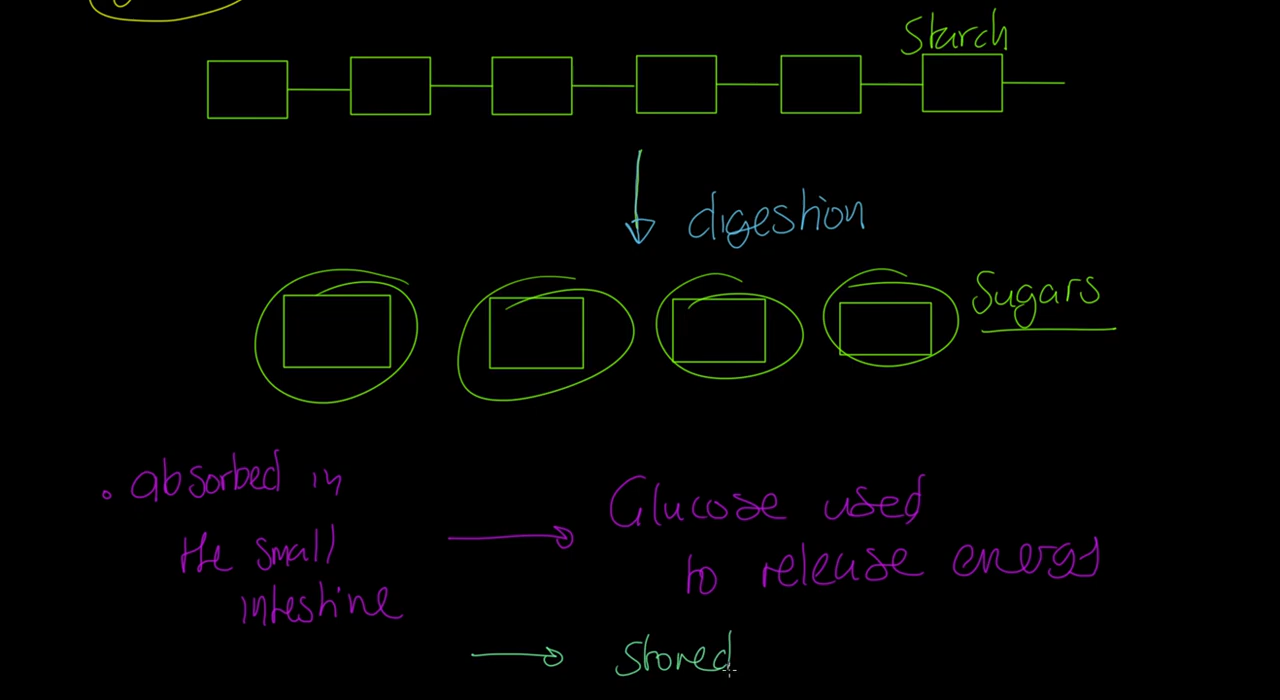 Starch
digestion
Sugars
• absorbed in
the small
intestine
Glucose used
to release energy
Stored